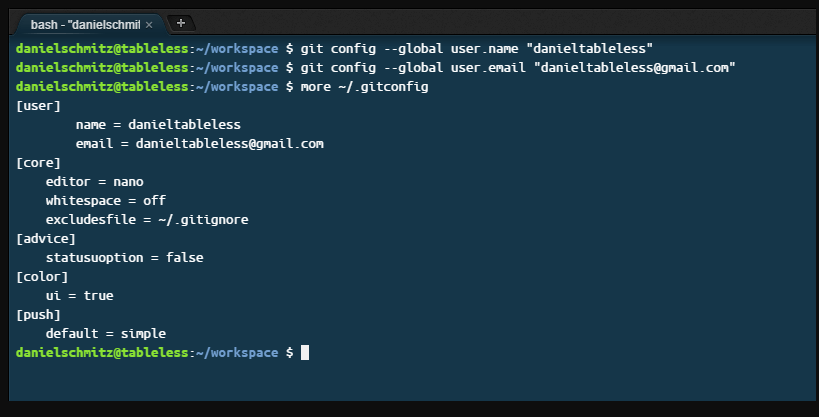 bash - "danielschmit ×
+
danielschmitz@tableless:~/workspace $ git config --global user.name "danieltableless"
danielschmitz@tableless:~/workspace $ git config --global user.email "danieltableless@gmail.com"
danielschmitz@tableless:~/workspace $ more ~/.gitconfig
[user]
        name = danieltableless
        email = danieltableless@gmail.com
[core]
    editor = nano
    whitespace = off
    excludesfile = ~/.gitignore
[advice]
    statusuoption = false
[color]
    ui = true
[push]
    default = simple
danielschmitz@tableless:~/workspace $